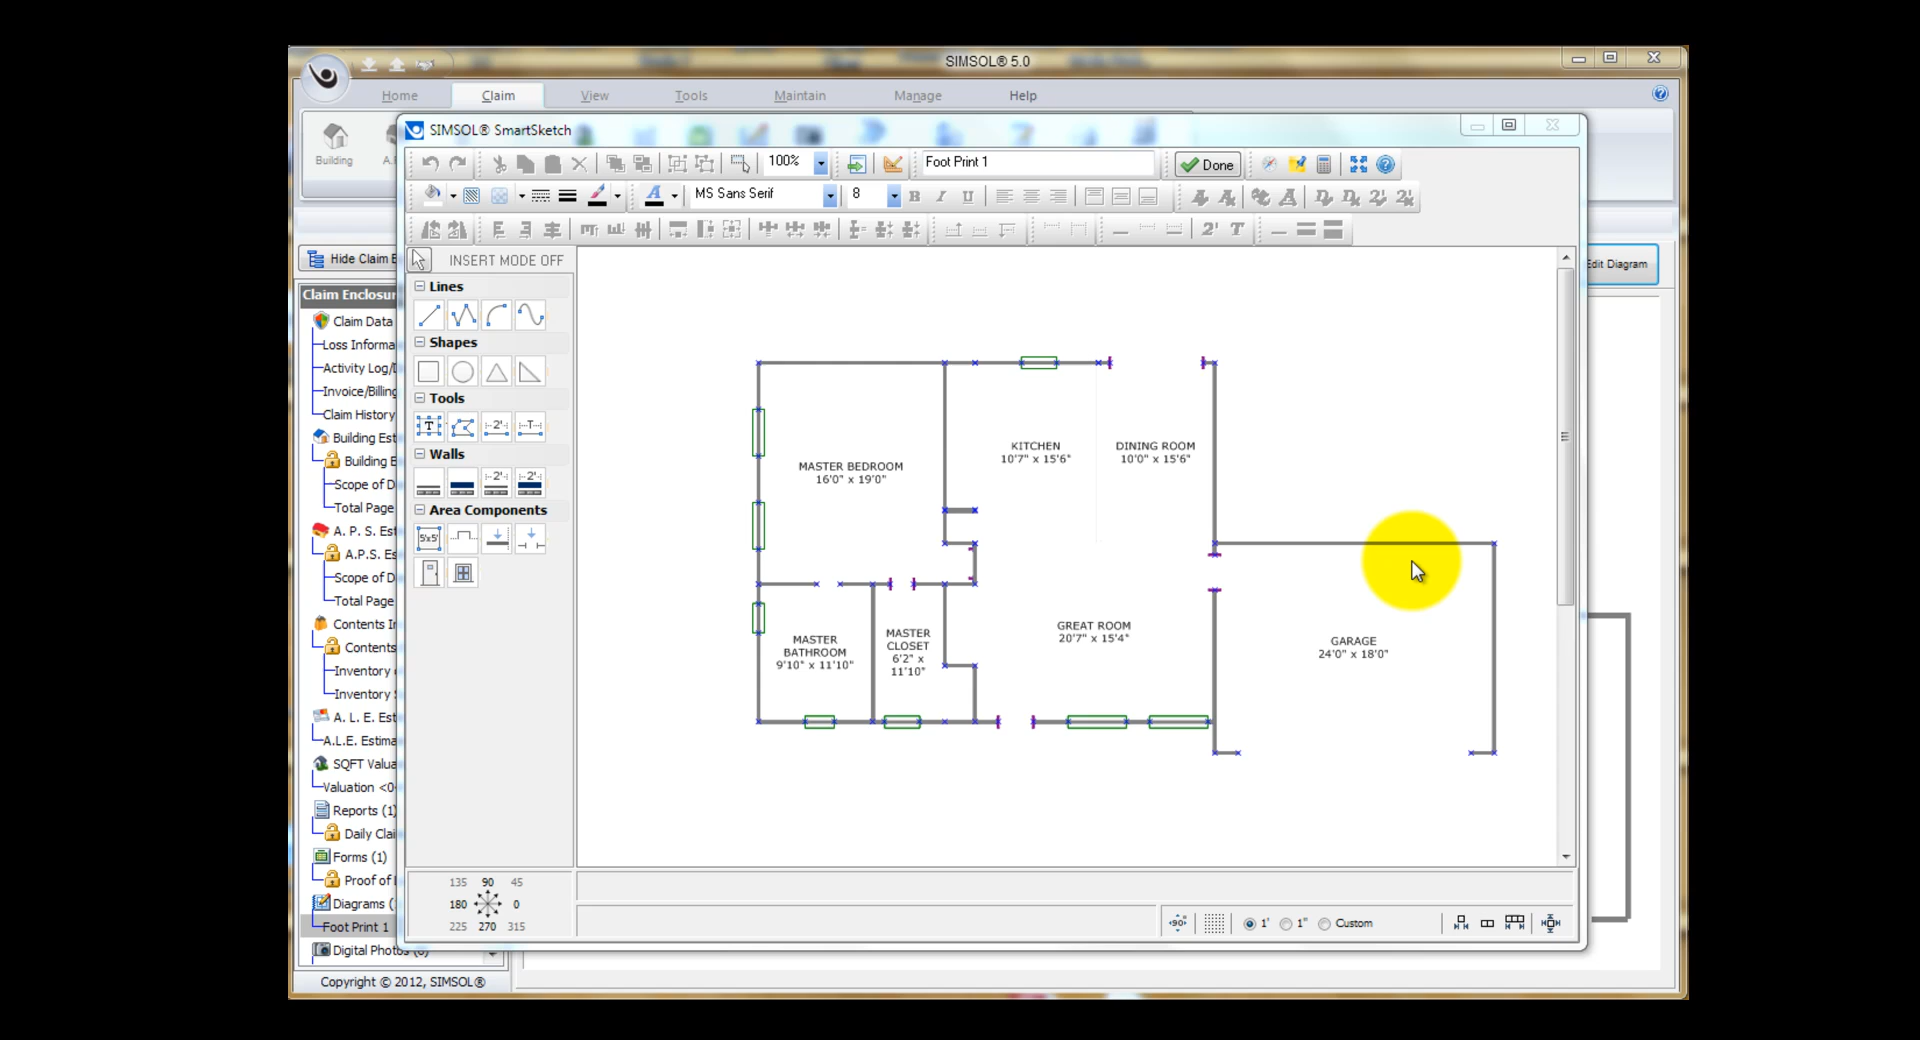 SIMSOL® 5.0
Home Claim View Tools Maintain Manage Help
SIMSOL® SmartSketch
Building
100%
Foot Print 1
Done
MS Sans Serif
8
B I U
Hide Claim
Edit Diagram
INSERT MODE OFF
Lines
Shapes
Tools
Walls
Area Components
5'x5'
Claim Enclosur
Claim Data
Loss Informa
Activity Log/
Invoice/Billing
Claim History
Building Est
Building E
Scope of D
Total Page
A. P. S. Est
A.P.S. Es
Scope of D
Total Page
Contents In
Contents
Inventory
Inventory
A. L. E. Est
A.L.E. Estima
SQFT Valua
Valuation <0
Reports (1)
Daily Clai
Forms (1)
Proof of
Diagrams (
Foot Print 1
Digital Photos
Copyright © 2012, SIMSOL®
MASTER BEDROOM
16'0" x 19'0"
KITCHEN
10'7" x 15'6"
DINING ROOM
10'0" x 15'6"
MASTER
BATHROOM
9'10" x 11'10"
MASTER
CLOSET
6'2" x
11'10"
GREAT ROOM
20'7" x 15'4"
GARAGE
24'0" x 18'0"
135 90 45
180 0
225 270 315
90
1' 1" Custom